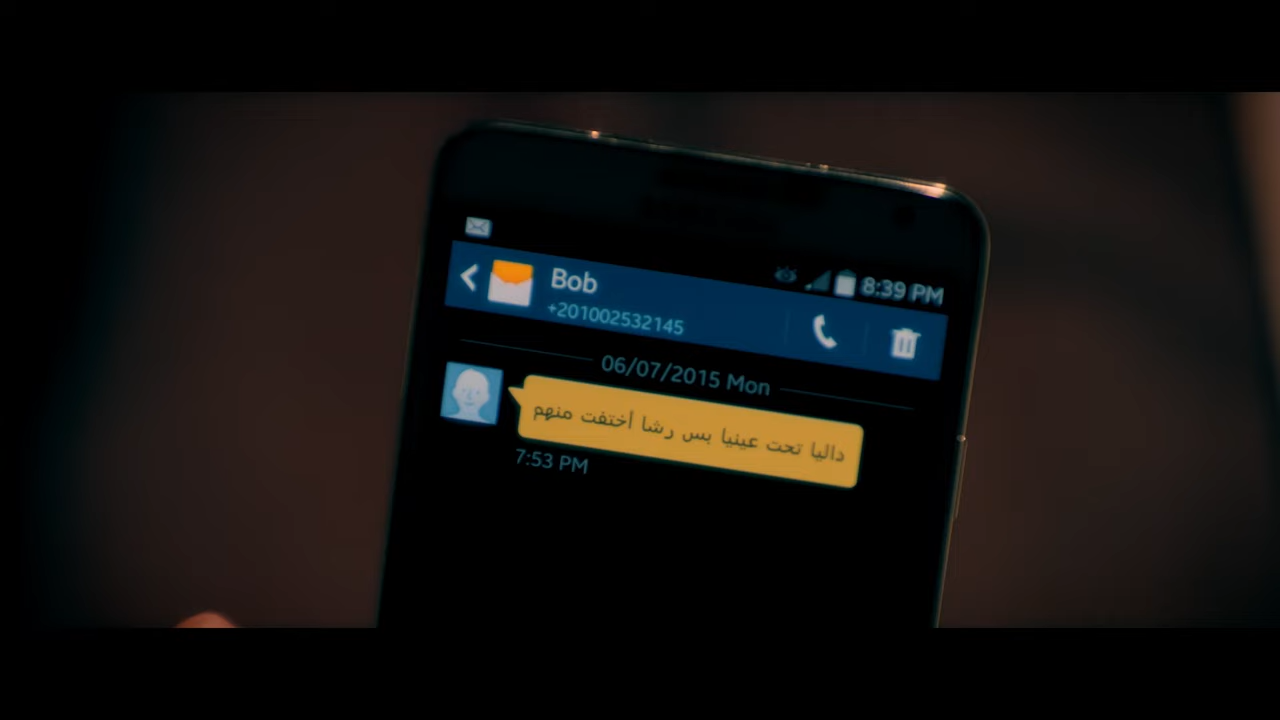 8:39 PM
Bob
+201002532145
06/07/2015 Mon
داليا تحت عينيا بس رشا أختفت منهم
7:53 PM